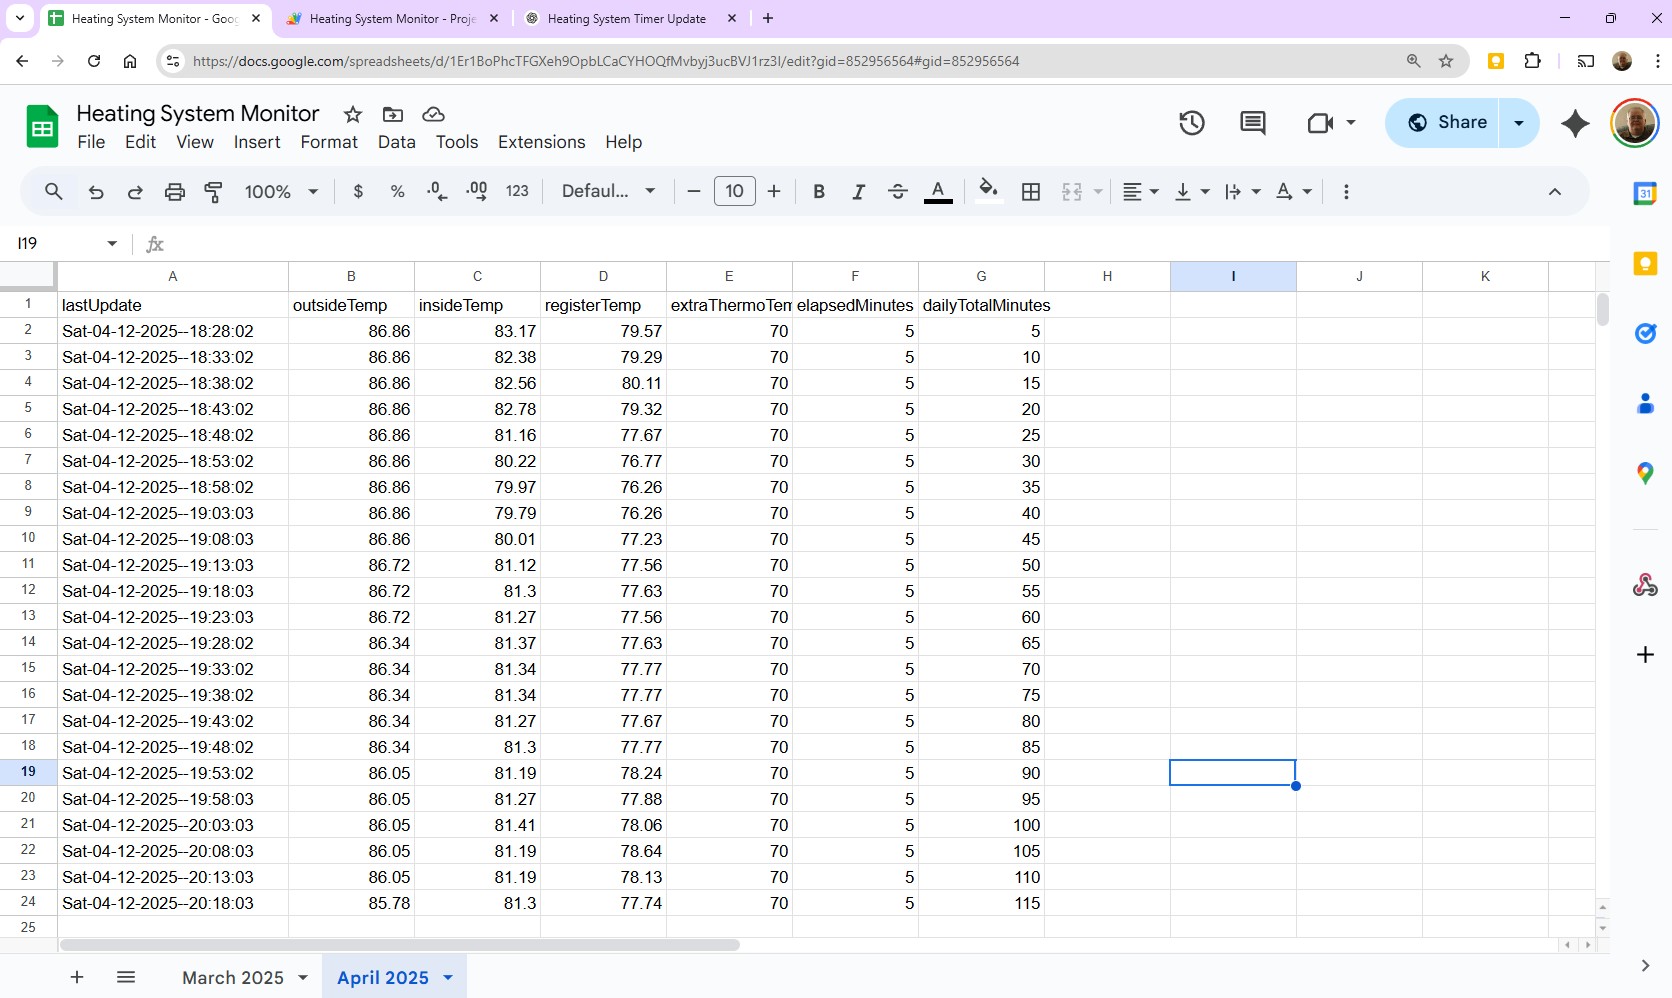 Heating System Monitor - Goog
Heating System Monitor - Proje
Heating System Timer Update
https://docs.google.com/spreadsheets/d/1Er1BoPhcTFGXeh9OpbLCaCYHOQfMvbyj3ucBVJ1rz3I/edit?gid=852956564#gid=852956564
Heating System Monitor
File Edit View Insert Format Data Tools Extensions Help
Share
31
100% $ % .0 .00 123 Defaul... 10 B I S A A
I19 fx
A B C D E F G H I J K
1 lastUpdate outsideTemp insideTemp registerTemp extraThermoTem elapsedMinutes dailyTotalMinutes
2 Sat-04-12-2025--18:28:02 86.86 83.17 79.57 70 5 5
3 Sat-04-12-2025--18:33:02 86.86 82.38 79.29 70 5 10
4 Sat-04-12-2025--18:38:02 86.86 82.56 80.11 70 5 15
5 Sat-04-12-2025--18:43:02 86.86 82.78 79.32 70 5 20
6 Sat-04-12-2025--18:48:02 86.86 81.16 77.67 70 5 25
7 Sat-04-12-2025--18:53:02 86.86 80.22 76.77 70 5 30
8 Sat-04-12-2025--18:58:02 86.86 79.97 76.26 70 5 35
9 Sat-04-12-2025--19:03:03 86.86 79.79 76.26 70 5 40
10 Sat-04-12-2025--19:08:03 86.86 80.01 77.23 70 5 45
11 Sat-04-12-2025--19:13:03 86.72 81.12 77.56 70 5 50
12 Sat-04-12-2025--19:18:03 86.72 81.3 77.63 70 5 55
13 Sat-04-12-2025--19:23:03 86.72 81.27 77.56 70 5 60
14 Sat-04-12-2025--19:28:02 86.34 81.37 77.63 70 5 65
15 Sat-04-12-2025--19:33:02 86.34 81.34 77.77 70 5 70
16 Sat-04-12-2025--19:38:02 86.34 81.34 77.77 70 5 75
17 Sat-04-12-2025--19:43:02 86.34 81.27 77.67 70 5 80
18 Sat-04-12-2025--19:48:02 86.34 81.3 77.77 70 5 85
19 Sat-04-12-2025--19:53:02 86.05 81.19 78.24 70 5 90
20 Sat-04-12-2025--19:58:03 86.05 81.27 77.88 70 5 95
21 Sat-04-12-2025--20:03:03 86.05 81.41 78.06 70 5 100
22 Sat-04-12-2025--20:08:03 86.05 81.19 78.64 70 5 105
23 Sat-04-12-2025--20:13:03 86.05 81.19 78.13 70 5 110
24 Sat-04-12-2025--20:18:03 85.78 81.3 77.74 70 5 115
25
March 2025 April 2025